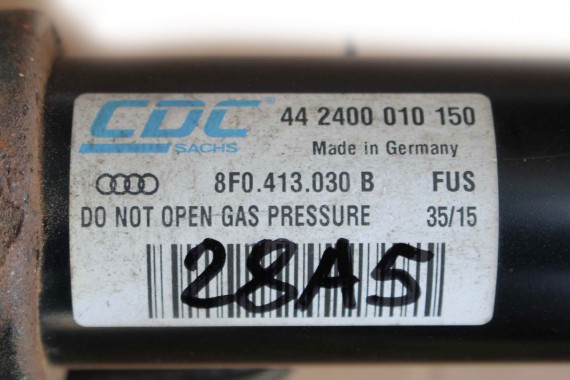 CDC 44 2400 010 150
SACHS Made in Germany
8F0.413.030 B FUS
DO NOT OPEN GAS PRESSURE 35/15
28A5